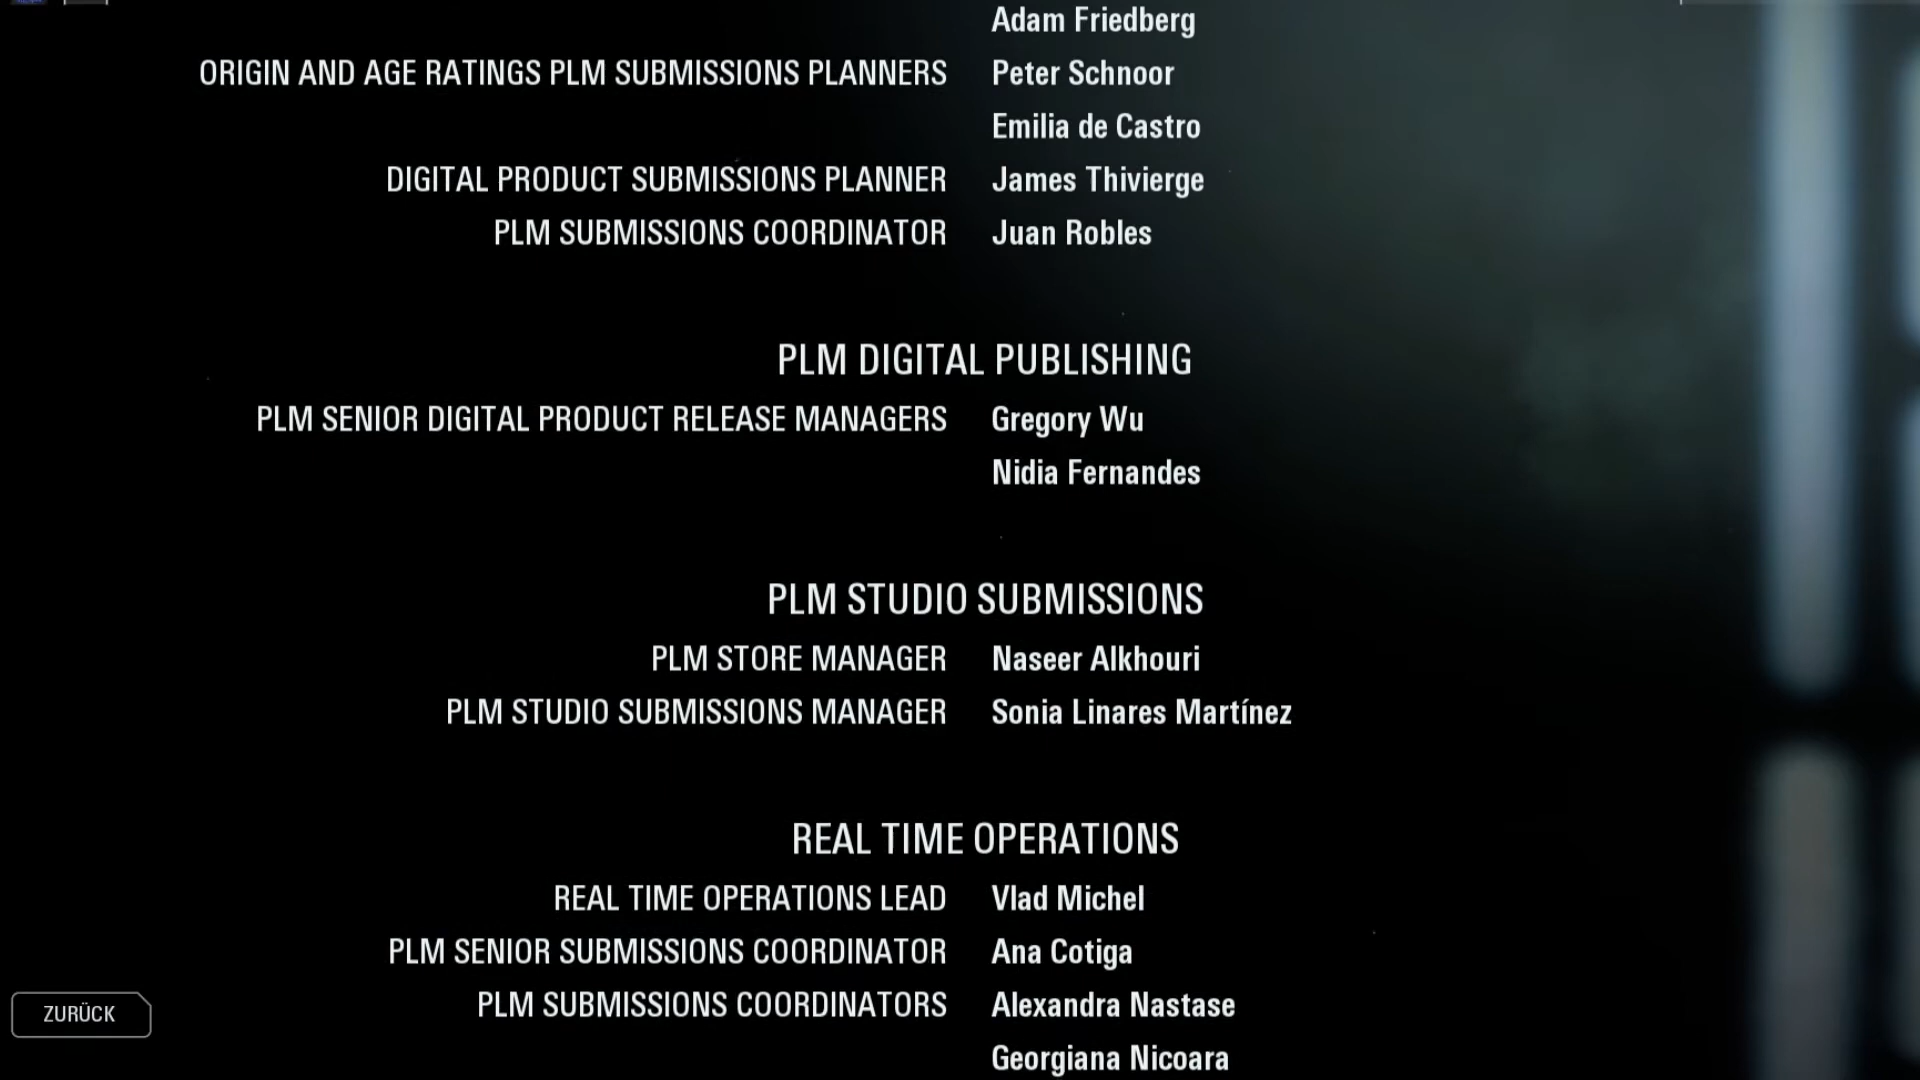 Adam Friedberg
ORIGIN AND AGE RATINGS PLM SUBMISSIONS PLANNERS Peter Schnoor
Emilia de Castro
DIGITAL PRODUCT SUBMISSIONS PLANNER James Thivierge
PLM SUBMISSIONS COORDINATOR Juan Robles
PLM DIGITAL PUBLISHING
PLM SENIOR DIGITAL PRODUCT RELEASE MANAGERS Gregory Wu
Nidia Fernandes
PLM STUDIO SUBMISSIONS
PLM STORE MANAGER Naseer Alkhouri
PLM STUDIO SUBMISSIONS MANAGER Sonia Linares Martínez
REAL TIME OPERATIONS
REAL TIME OPERATIONS LEAD Vlad Michel
PLM SENIOR SUBMISSIONS COORDINATOR Ana Cotiga
PLM SUBMISSIONS COORDINATORS Alexandra Nastase
Georgiana Nicoara
ZURÜCK